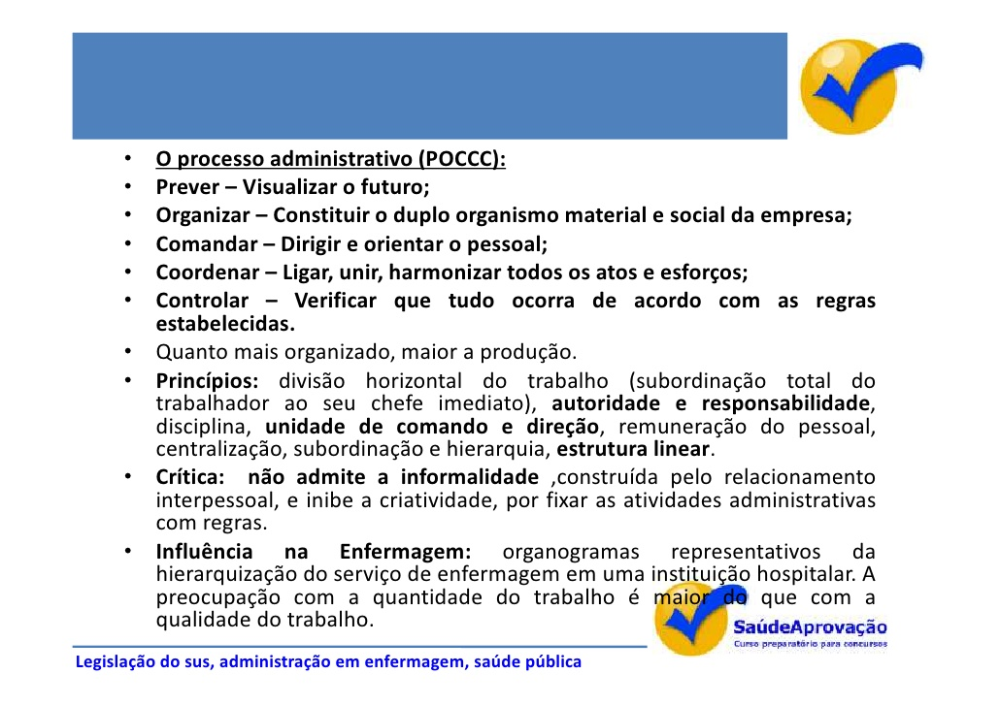 • O processo administrativo (POCCC):
• Prever – Visualizar o futuro;
• Organizar – Constituir o duplo organismo material e social da empresa;
• Comandar – Dirigir e orientar o pessoal;
• Coordenar – Ligar, unir, harmonizar todos os atos e esforços;
• Controlar – Verificar que tudo ocorra de acordo com as regras
estabelecidas.
• Quanto mais organizado, maior a produção.
• Princípios: divisão horizontal do trabalho (subordinação total do
trabalhador ao seu chefe imediato), autoridade e responsabilidade,
disciplina, unidade de comando e direção, remuneração do pessoal,
centralização, subordinação e hierarquia, estrutura linear.
• Crítica: não admite a informalidade ,construída pelo relacionamento
interpessoal, e inibe a criatividade, por fixar as atividades administrativas
com regras.
• Influência na Enfermagem: organogramas representativos da
hierarquização do serviço de enfermagem em uma instituição hospitalar. A
preocupação com a quantidade do trabalho é maior do que com a
qualidade do trabalho.
SaúdeAprovação
Curso preparatório para concursos
Legislação do sus, administração em enfermagem, saúde pública